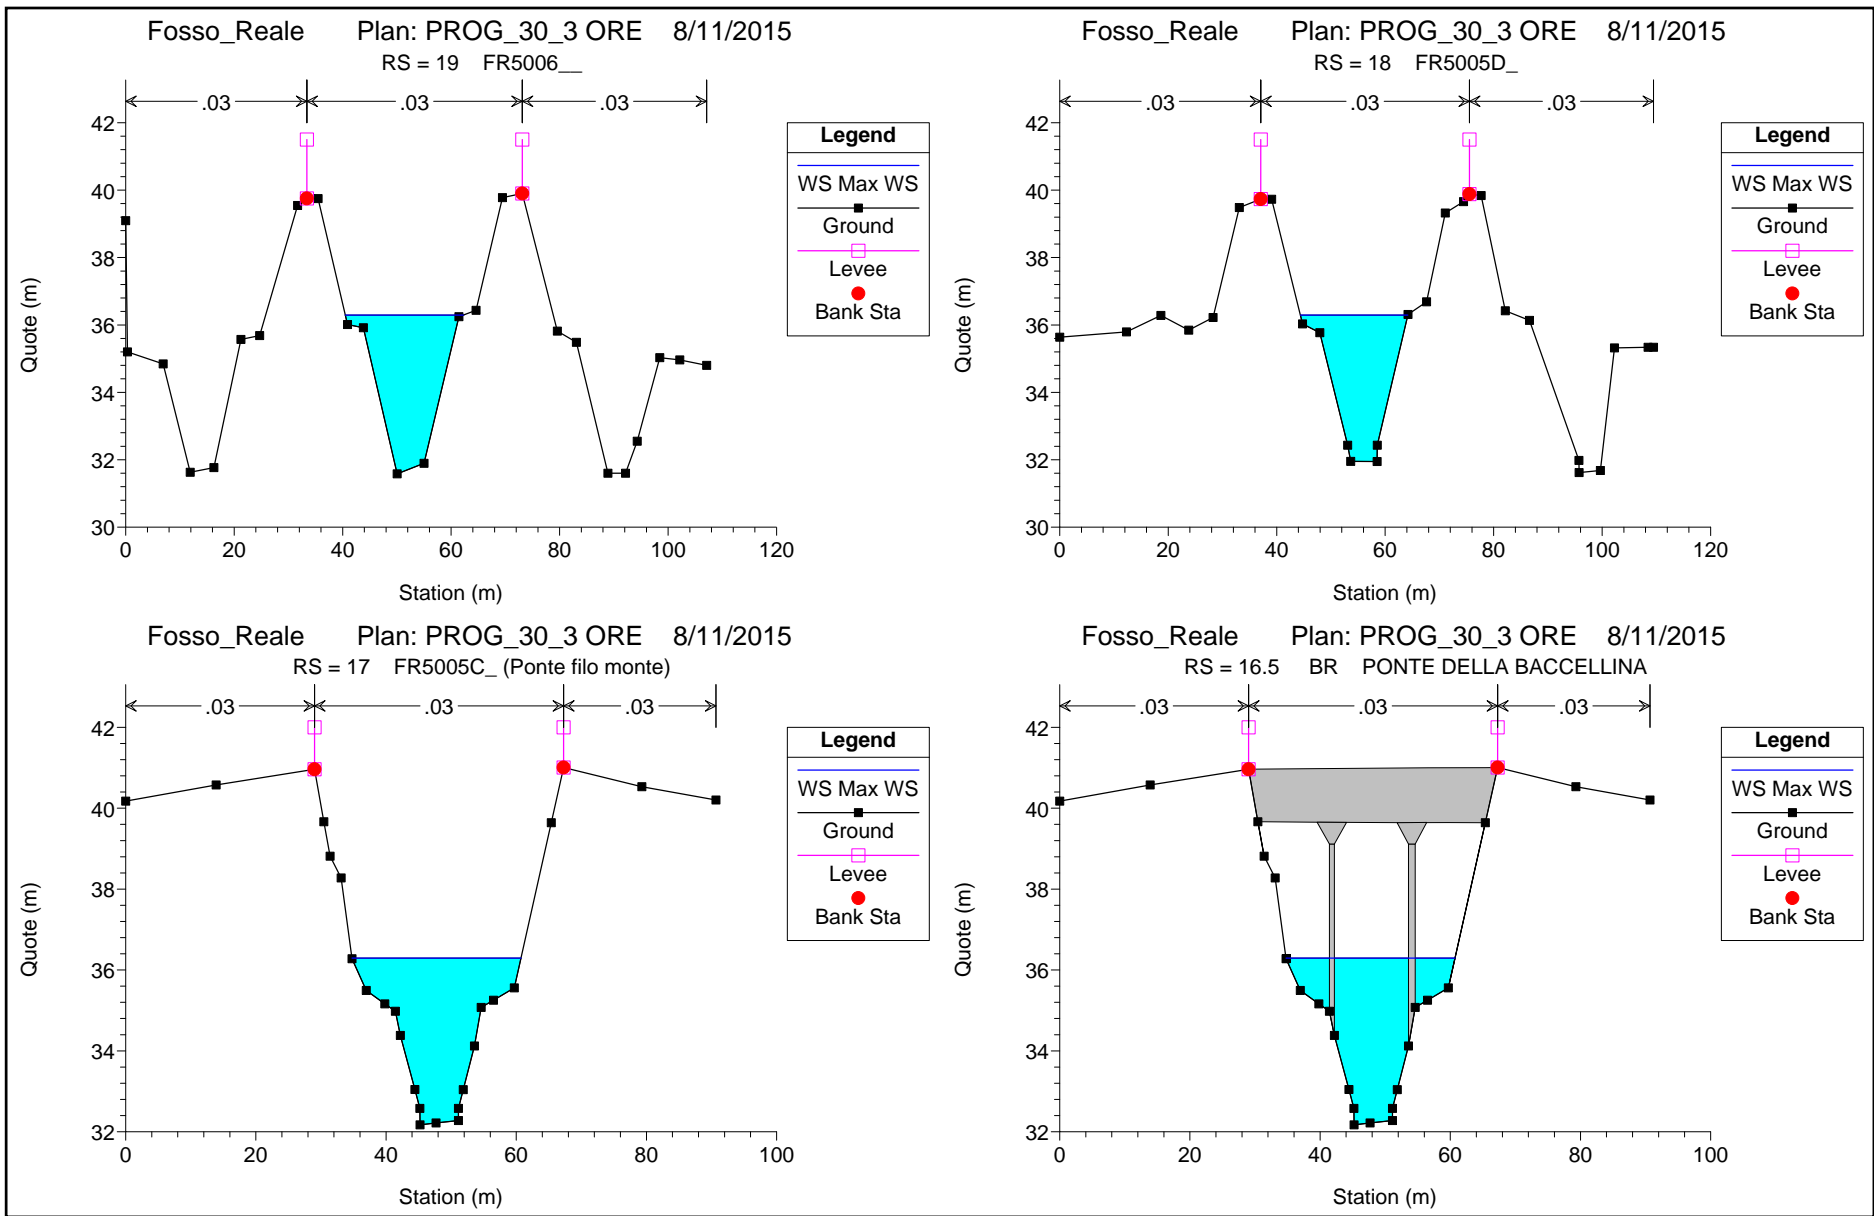 Fosso_Reale Plan: PROG_30_3 ORE 8/11/2015
RS = 19 FR5006__
.03 .03 .03
42
40
38
36
34
32
30
0 20 40 60 80 100 120
Quote (m)
Station (m)
Legend
WS Max WS
Ground
Levee
Bank Sta
Fosso_Reale Plan: PROG_30_3 ORE 8/11/2015
RS = 18 FR5005D_
.03 .03 .03
42
40
38
36
34
32
30
0 20 40 60 80 100 120
Quote (m)
Station (m)
Legend
WS Max WS
Ground
Levee
Bank Sta
Fosso_Reale Plan: PROG_30_3 ORE 8/11/2015
RS = 17 FR5005C_ (Ponte filo monte)
.03 .03 .03
42
40
38
36
34
32
0 20 40 60 80 100
Quote (m)
Station (m)
Legend
WS Max WS
Ground
Levee
Bank Sta
Fosso_Reale Plan: PROG_30_3 ORE 8/11/2015
RS = 16.5 BR PONTE DELLA BACCELLINA
.03 .03 .03
42
40
38
36
34
32
0 20 40 60 80 100
Quote (m)
Station (m)
Legend
WS Max WS
Ground
Levee
Bank Sta